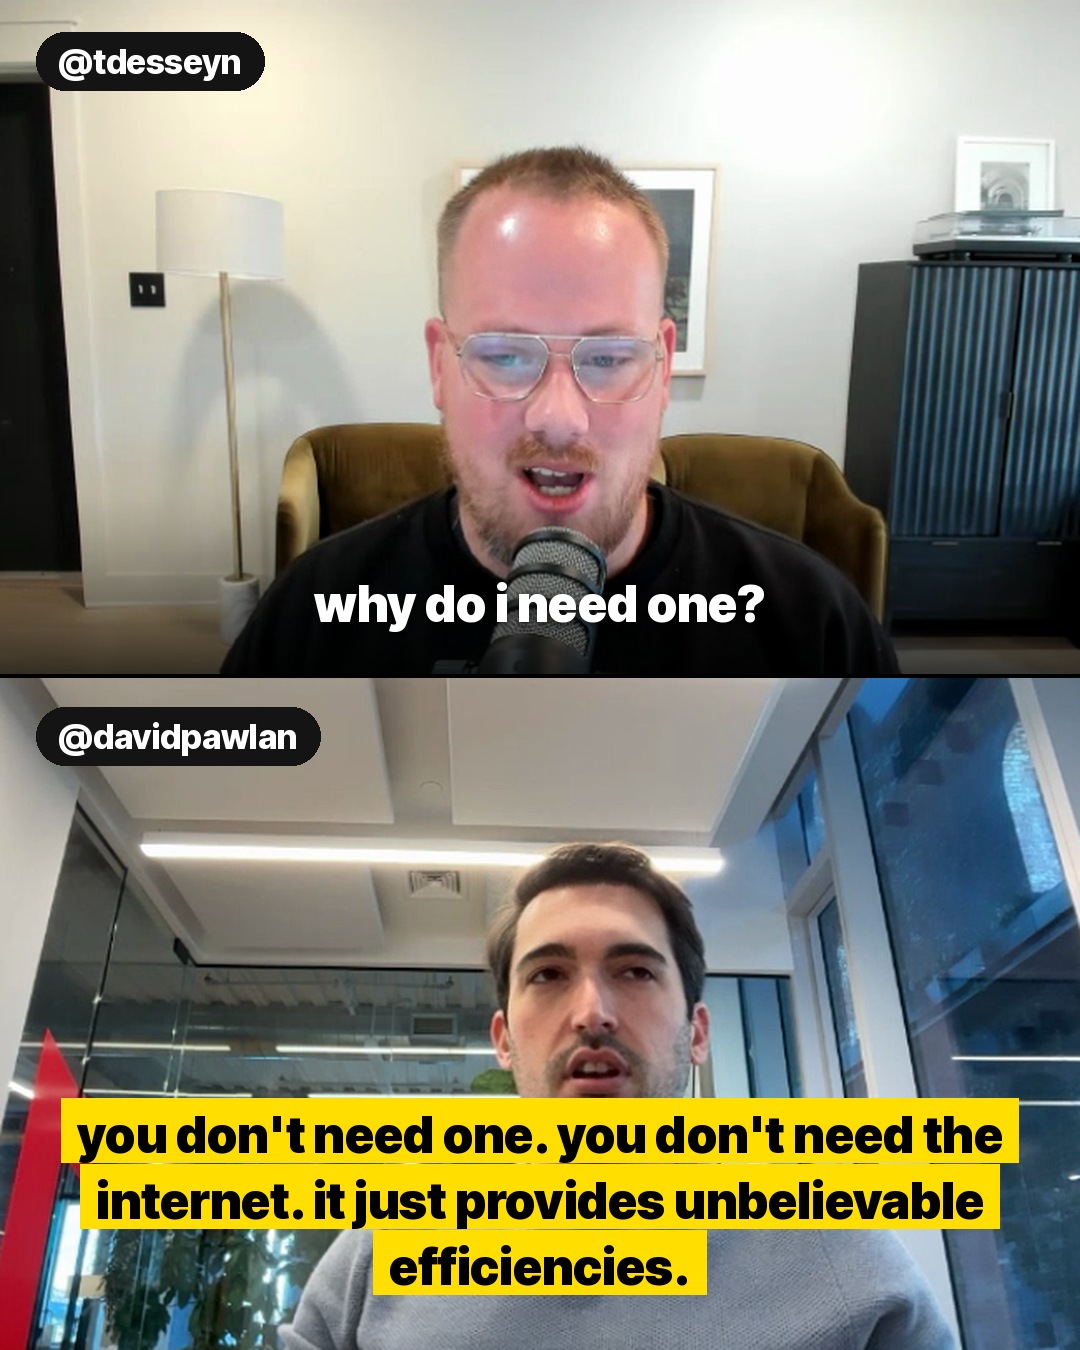 @tdesseyn
why do i need one?
@davidpawlan
you don't need one. you don't need the
internet. it just provides unbelievable
efficiencies.